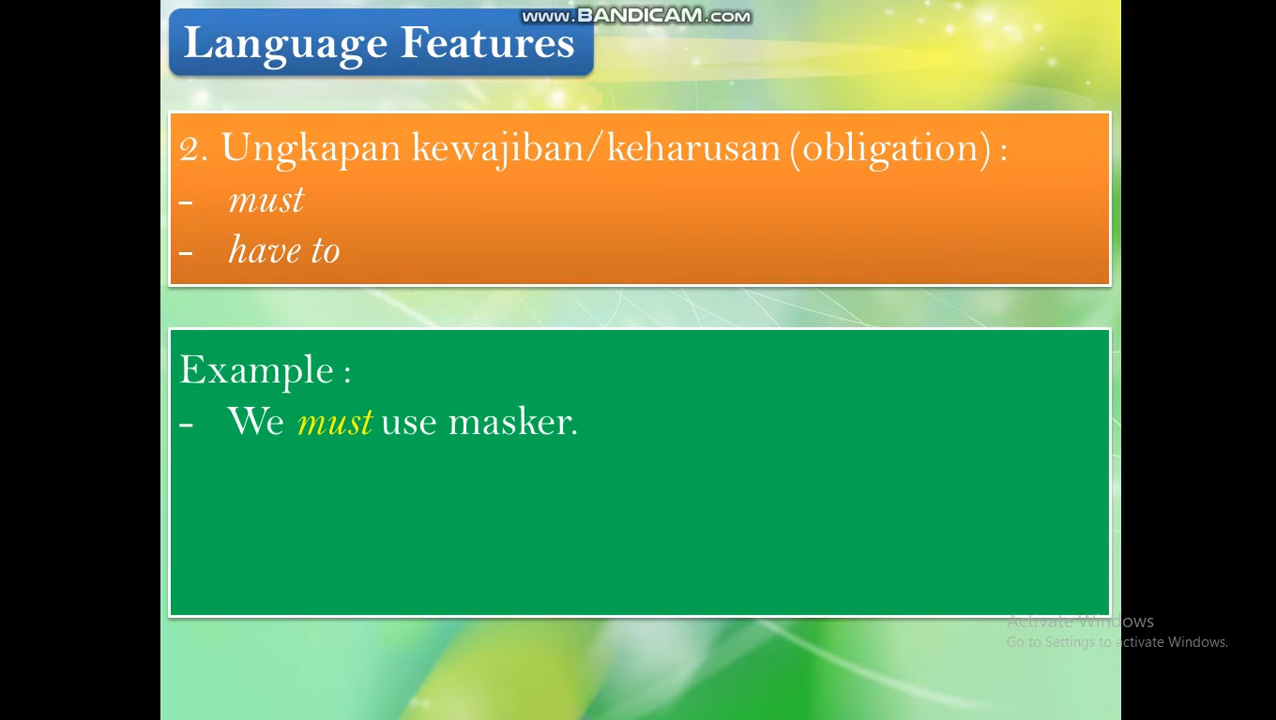 www.BANDICAM.com
Language Features
2. Ungkapan kewajiban/keharusan (obligation) :
- must
- have to
Example :
- We must use masker.
Activate Windows
Go to Settings to activate Windows.